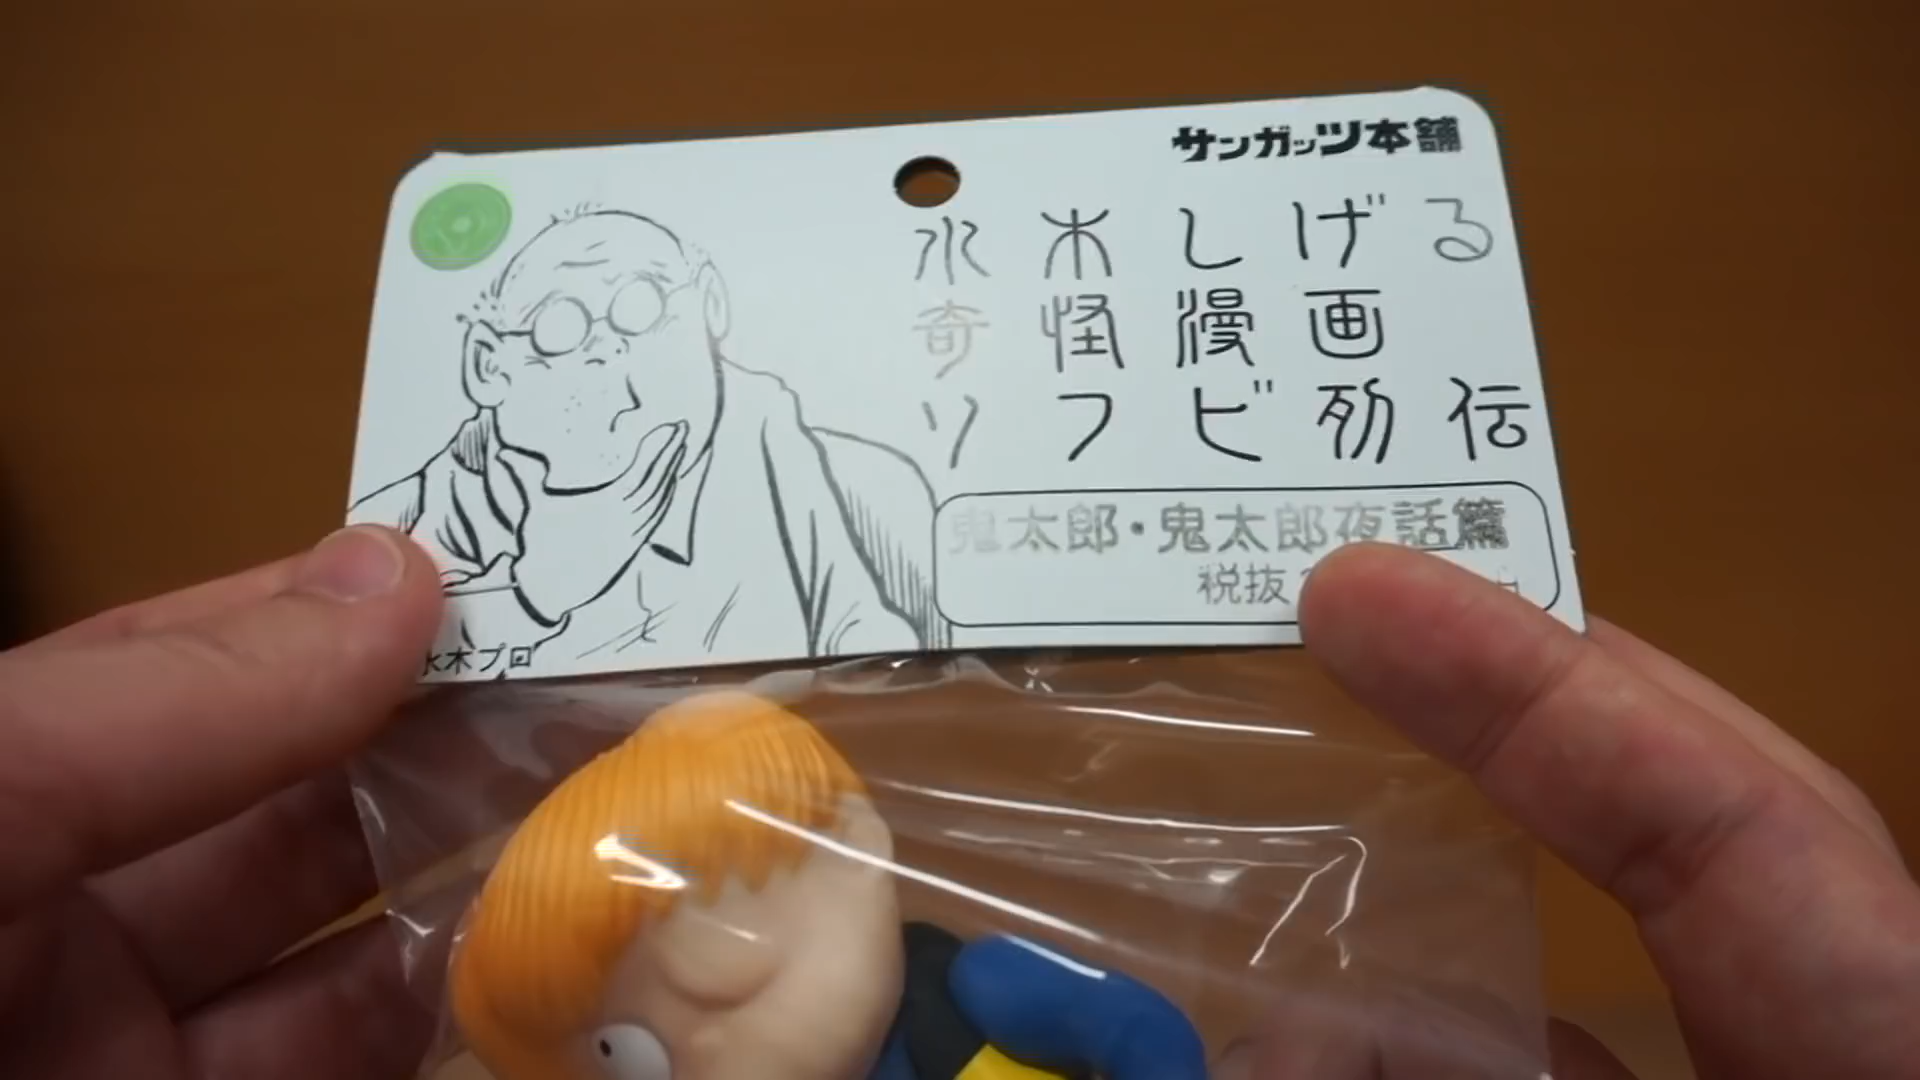 サンガッツ本舗
水木しげる
奇怪漫画
ソフビ列伝
鬼太郎・鬼太郎夜話篇
税抜
水木プロ